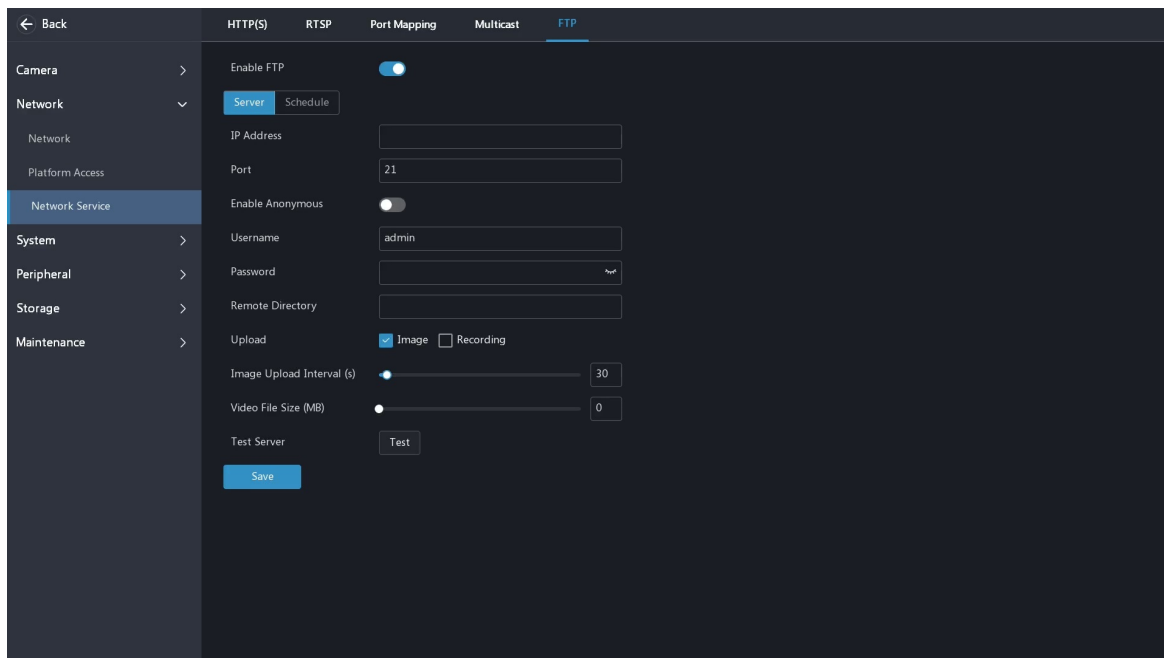 Back
HTTP(S) RTSP Port Mapping Multicast FTP
Camera
Network
Network
Platform Access
Network Service
System
Peripheral
Storage
Maintenance
Enable FTP
Server Schedule
IP Address
Port 21
Enable Anonymous
Username admin
Password
Remote Directory
Upload Image Recording
Image Upload Interval (s) 30
Video File Size (MB) 0
Test Server Test
Save